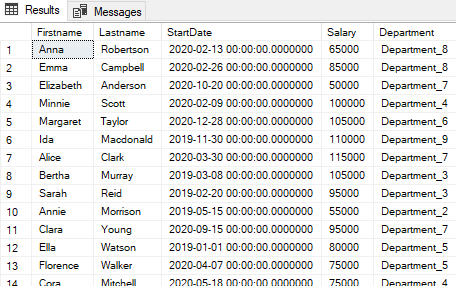 Results Messages
Firstname Lastname StartDate Salary Department
1 Anna Robertson 2020-02-13 00:00:00.0000000 65000 Department_8
2 Emma Campbell 2020-02-26 00:00:00.0000000 85000 Department_8
3 Elizabeth Anderson 2020-10-20 00:00:00.0000000 50000 Department_7
4 Minnie Scott 2020-02-09 00:00:00.0000000 100000 Department_4
5 Margaret Taylor 2020-12-28 00:00:00.0000000 105000 Department_6
6 Ida Macdonald 2019-11-30 00:00:00.0000000 110000 Department_9
7 Alice Clark 2020-03-30 00:00:00.0000000 115000 Department_7
8 Bertha Murray 2019-03-08 00:00:00.0000000 105000 Department_3
9 Sarah Reid 2019-02-20 00:00:00.0000000 95000 Department_3
10 Annie Morrison 2019-05-15 00:00:00.0000000 55000 Department_2
11 Clara Young 2020-09-15 00:00:00.0000000 95000 Department_7
12 Ella Watson 2019-01-01 00:00:00.0000000 80000 Department_5
13 Florence Walker 2020-04-07 00:00:00.0000000 75000 Department_5
14 Cora Mitchell 2020-05-18 00:00:00.0000000 75000 Department_4